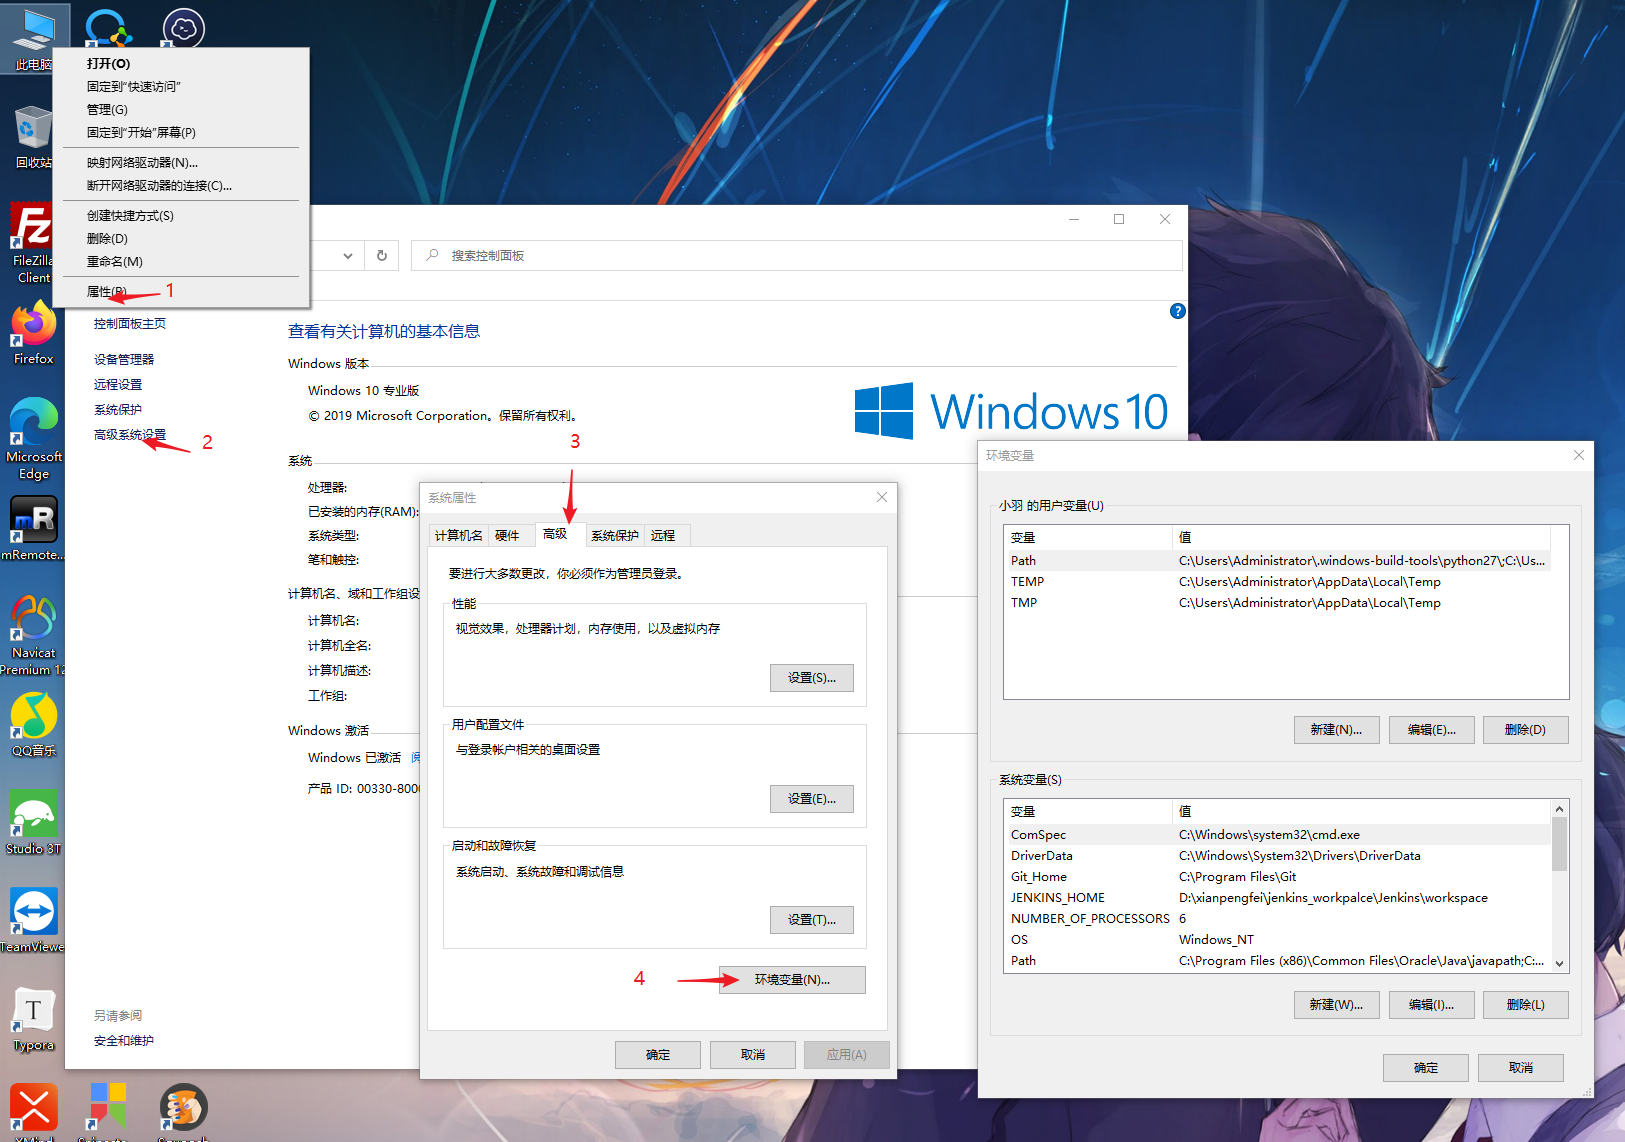 此电脑
打开(O)
固定到"快速访问"
管理(G)
固定到"开始"屏幕(P)
映射网络驱动器(N)...
断开网络驱动器的连接(C)...
创建快捷方式(S)
删除(D)
重命名(M)
属性(R)
1
回收站
FileZilla
Client
Firefox
Microsoft
Edge
mR
mRemote...
Navicat
Premium 12
QQ音乐
Studio 3T
TeamViewer
T
Typora
搜索控制面板
?
控制面板主页
设备管理器
远程设置
系统保护
高级系统设置
2
另请参阅
安全和维护
查看有关计算机的基本信息
Windows 版本
Windows 10 专业版
© 2019 Microsoft Corporation。保留所有权利。
Windows 10
系统
处理器:
已安装的内存(RAM):
系统类型:
笔和触控:
计算机名、域和工作组设
计算机名:
计算机全名:
计算机描述:
工作组:
Windows 激活
Windows 已激活 阅
产品 ID: 00330-800
3
系统属性
计算机名 硬件 高级 系统保护 远程
要进行大多数更改，你必须作为管理员登录。
性能
视觉效果，处理器计划，内存使用，以及虚拟内存
设置(S)...
用户配置文件
与登录帐户相关的桌面设置
设置(E)...
启动和故障恢复
系统启动、系统故障和调试信息
设置(T)...
4
环境变量(N)...
确定 取消 应用(A)
环境变量
小羽 的用户变量(U)
变量 值
Path C:\Users\Administrator\.windows-build-tools\python27\;C:\Us...
TEMP C:\Users\Administrator\AppData\Local\Temp
TMP C:\Users\Administrator\AppData\Local\Temp
新建(N)... 编辑(E)... 删除(D)
系统变量(S)
变量 值
ComSpec C:\Windows\system32\cmd.exe
DriverData C:\Windows\System32\Drivers\DriverData
Git_Home C:\Program Files\Git
JENKINS_HOME D:\xianpengfei\jenkins_workpalce\Jenkins\workspace
NUMBER_OF_PROCESSORS 6
OS Windows_NT
Path C:\Program Files (x86)\Common Files\Oracle\Java\javapath;C:...
新建(W)... 编辑(I)... 删除(L)
确定 取消